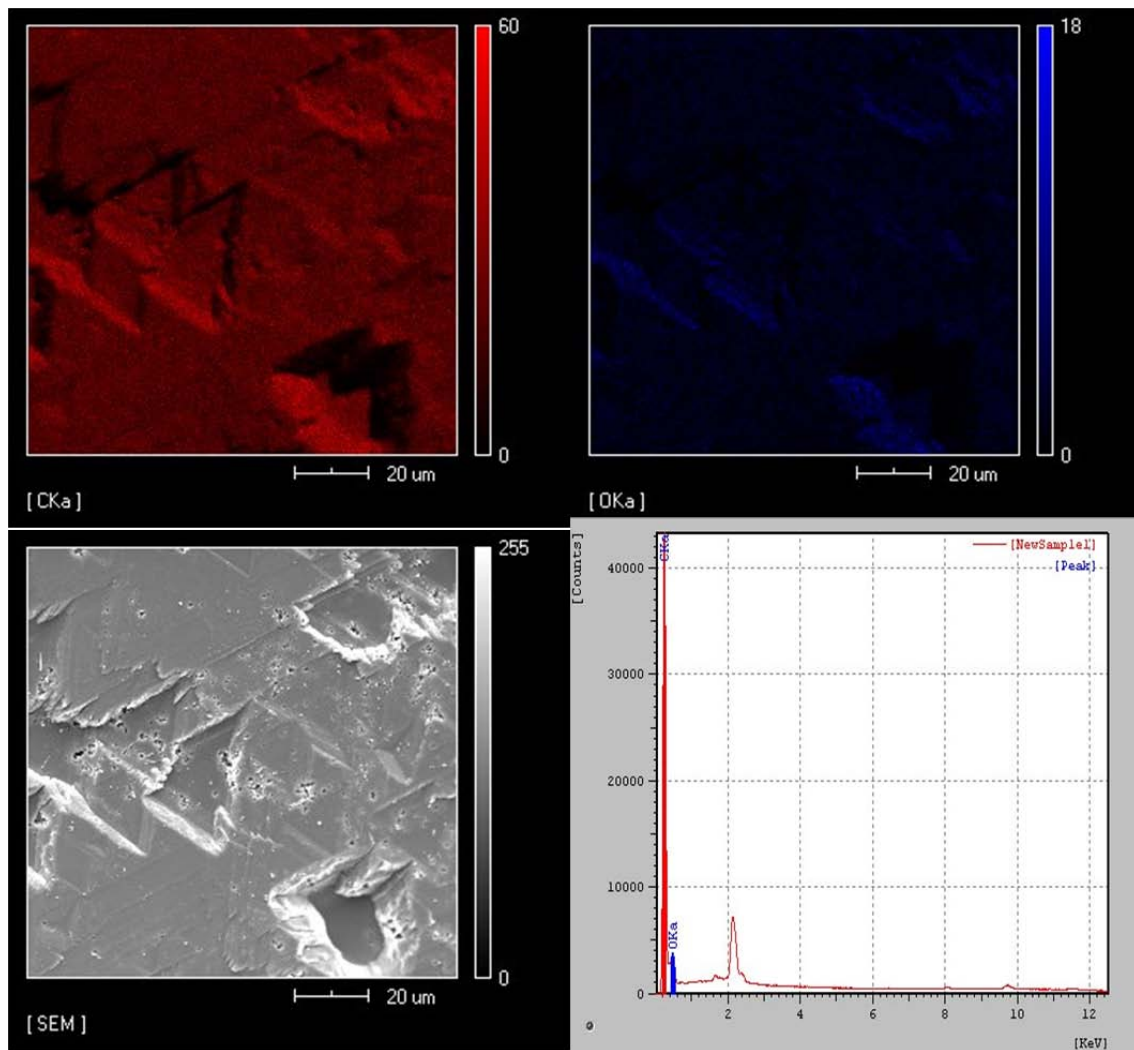 60
0
20 um
[ CKa ]
18
0
20 um
[ OKa ]
255
0
20 um
[ SEM ]
[Counts]
CKa
[NewSample1]
[Peak]
40000
30000
20000
10000
OKa
0
2
4
6
8
10
12
[KeV]